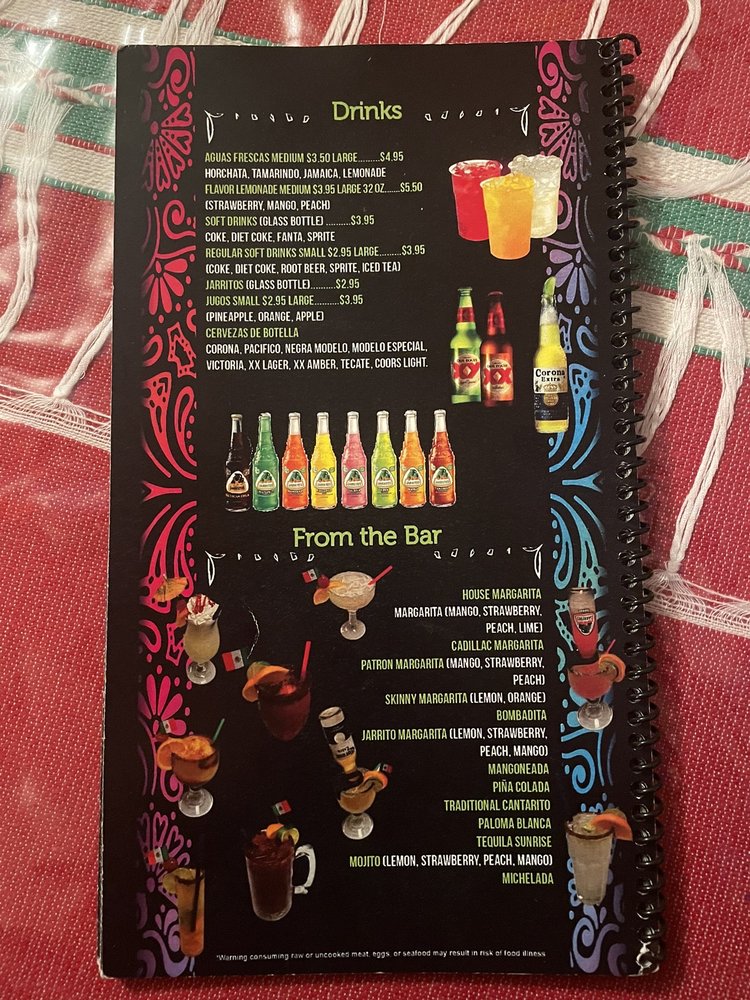 Drinks
AGUAS FRESCAS MEDIUM $3.50 LARGE.........$4.95
HORCHATA, TAMARINDO, JAMAICA, LEMONADE
FLAVOR LEMONADE MEDIUM $3.95 LARGE 32 OZ.......$5.50
(STRAWBERRY, MANGO, PEACH)
SOFT DRINKS (GLASS BOTTLE) ...........$3.95
COKE, DIET COKE, FANTA, SPRITE
REGULAR SOFT DRINKS SMALL $2.95 LARGE.........$3.95
(COKE, DIET COKE, ROOT BEER, SPRITE, ICED TEA)
JARRITOS (GLASS BOTTLE)...........$2.95
JUGOS SMALL $2.95 LARGE...........$3.95
(PINEAPPLE, ORANGE, APPLE)
CERVEZAS DE BOTELLA
CORONA, PACIFICO, NEGRA MODELO, MODELO ESPECIAL,
VICTORIA, XX LAGER, XX AMBER, TECATE, COORS LIGHT.
XX
XX
Corona
Extra
From the Bar
HOUSE MARGARITA
MARGARITA (MANGO, STRAWBERRY,
PEACH, LIME)
CADILLAC MARGARITA
PATRON MARGARITA (MANGO, STRAWBERRY,
PEACH)
SKINNY MARGARITA (LEMON, ORANGE)
BOMBADITA
JARRITO MARGARITA (LEMON, STRAWBERRY,
PEACH, MANGO)
MANGONEADA
PIÑA COLADA
TRADITIONAL CANTARITO
PALOMA BLANCA
TEQUILA SUNRISE
MOJITO (LEMON, STRAWBERRY, PEACH, MANGO)
MICHELADA
*Warning consuming raw or uncooked meat, eggs, or seafood may result in risk of food illness